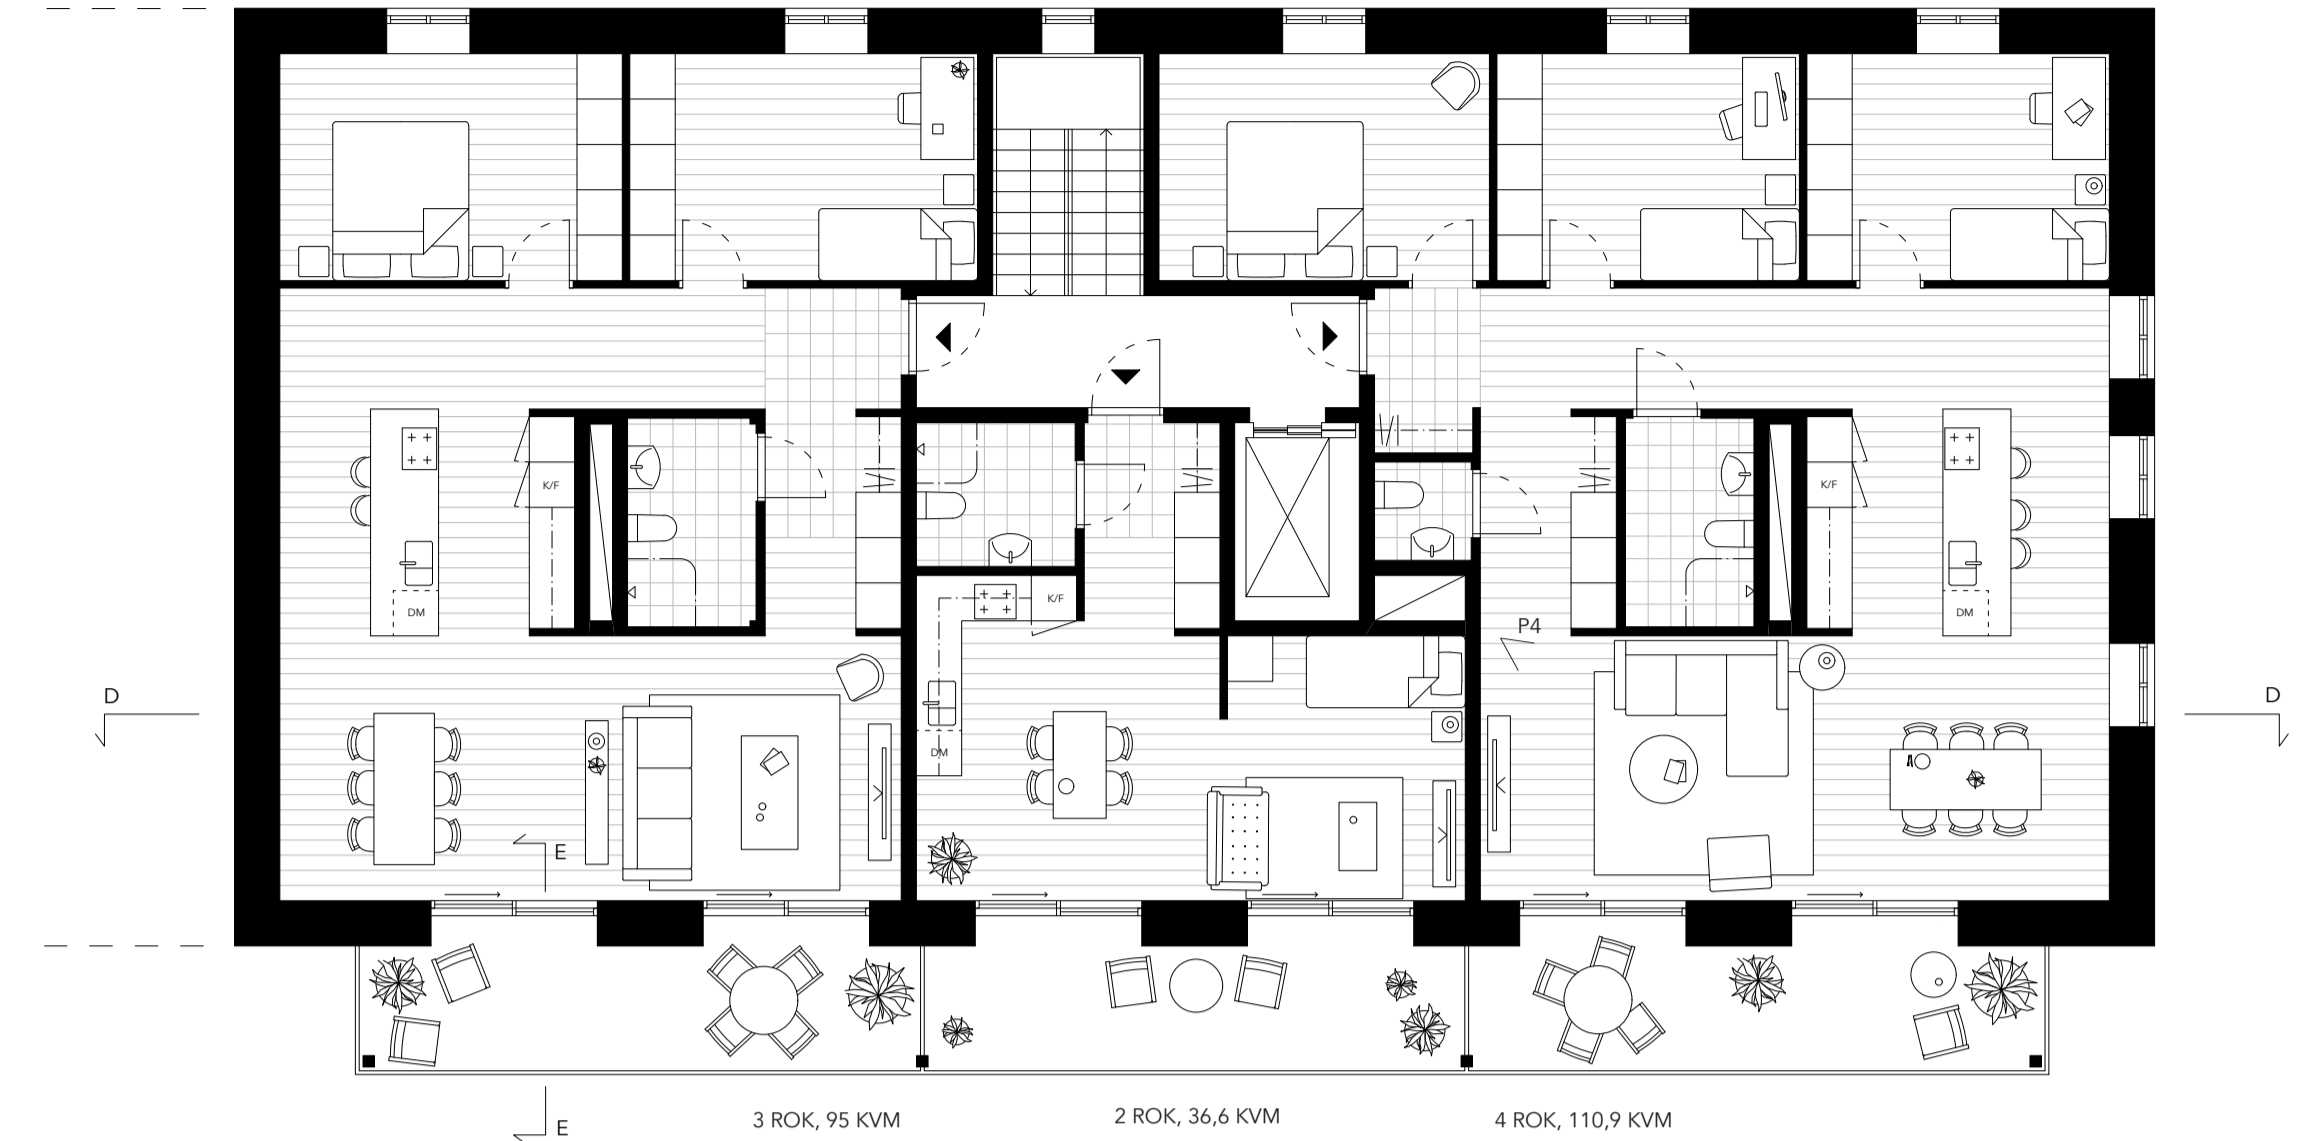 K/F
K/F
K/F
DM
DM
P4
D
D
DM
E
3 ROK, 95 KVM
2 ROK, 36,6 KVM
4 ROK, 110,9 KVM
E